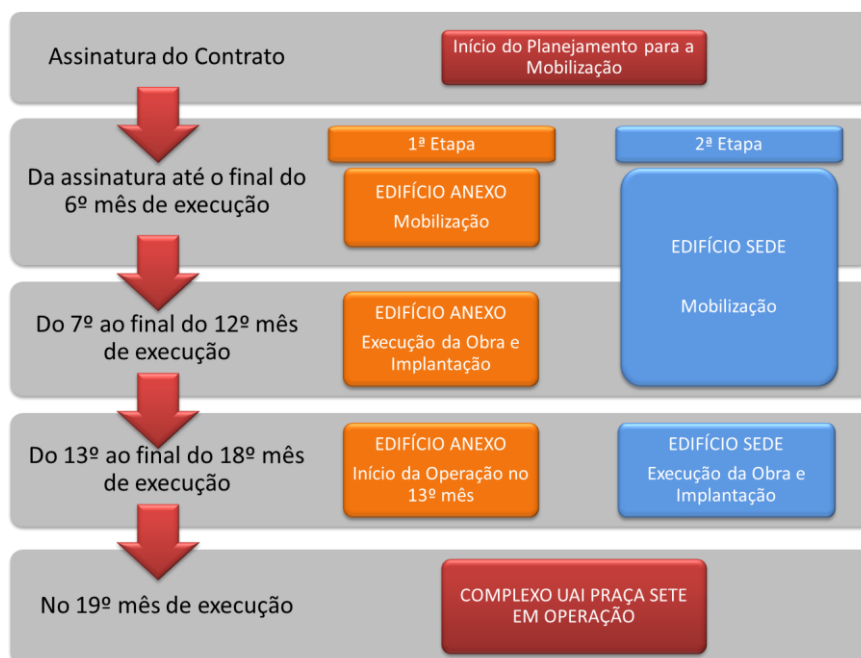 Assinatura do Contrato
Início do Planejamento para a
Mobilização
1ª Etapa
2ª Etapa
Da assinatura até o final do
6º mês de execução
EDIFÍCIO ANEXO
Mobilização
EDIFÍCIO SEDE
Mobilização
Do 7º ao final do 12º mês
de execução
EDIFÍCIO ANEXO
Execução da Obra e
Implantação
Do 13º ao final do 18º mês
de execução
EDIFÍCIO ANEXO
Início da Operação no
13º mês
EDIFÍCIO SEDE
Execução da Obra e
Implantação
No 19º mês de execução
COMPLEXO UAI PRAÇA SETE
EM OPERAÇÃO